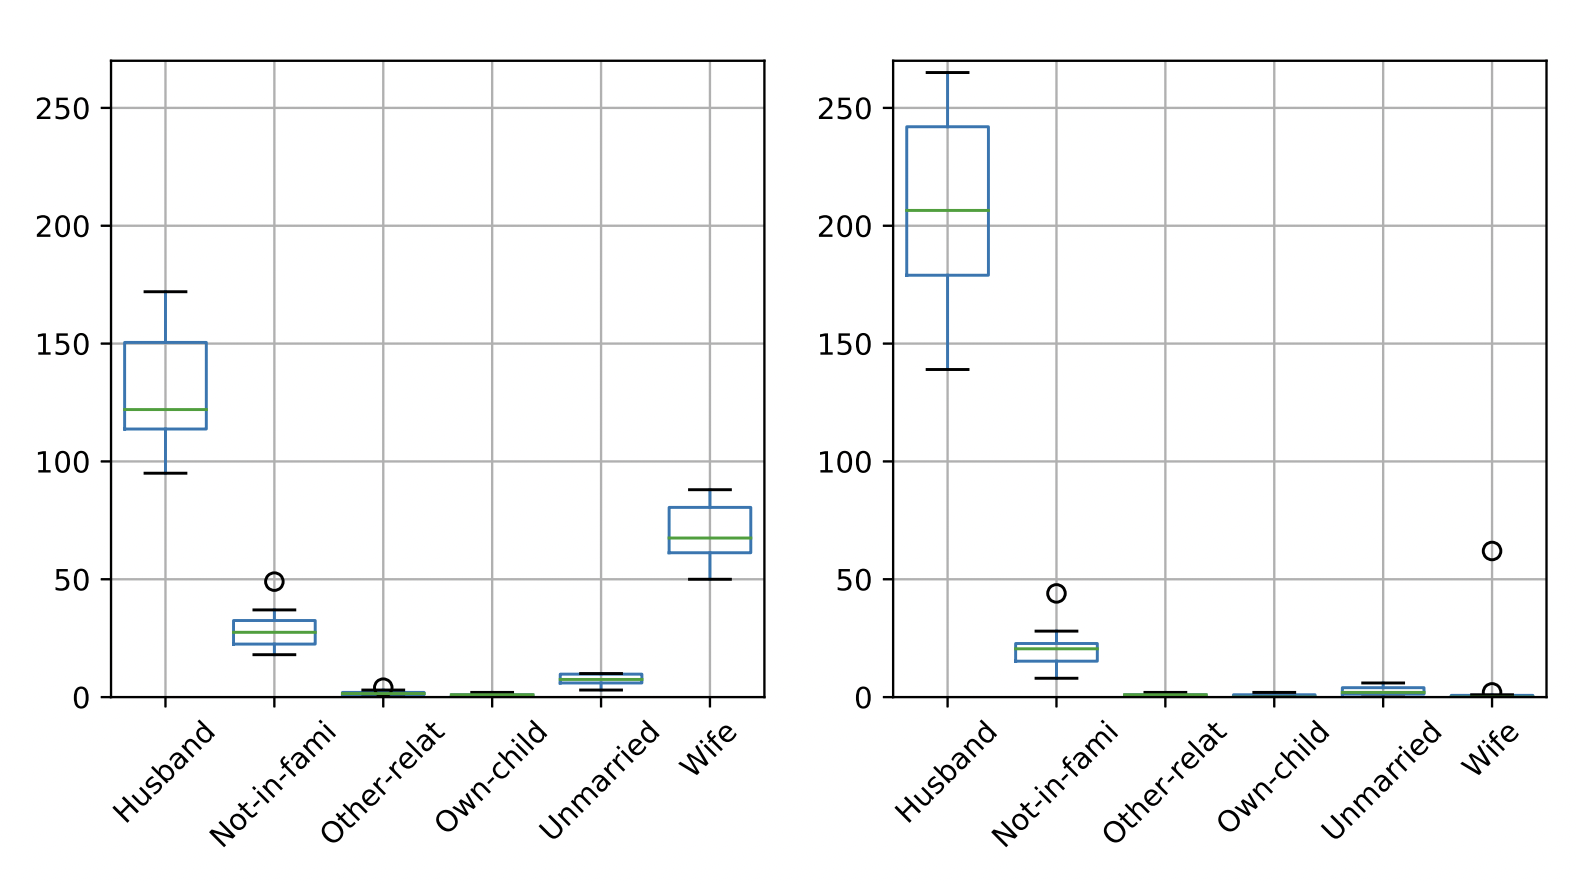 250
200
150
100
50
0
Husband
Not-in-fami
Other-relat
Own-child
Unmarried
Wife
250
200
150
100
50
0
Husband
Not-in-fami
Other-relat
Own-child
Unmarried
Wife